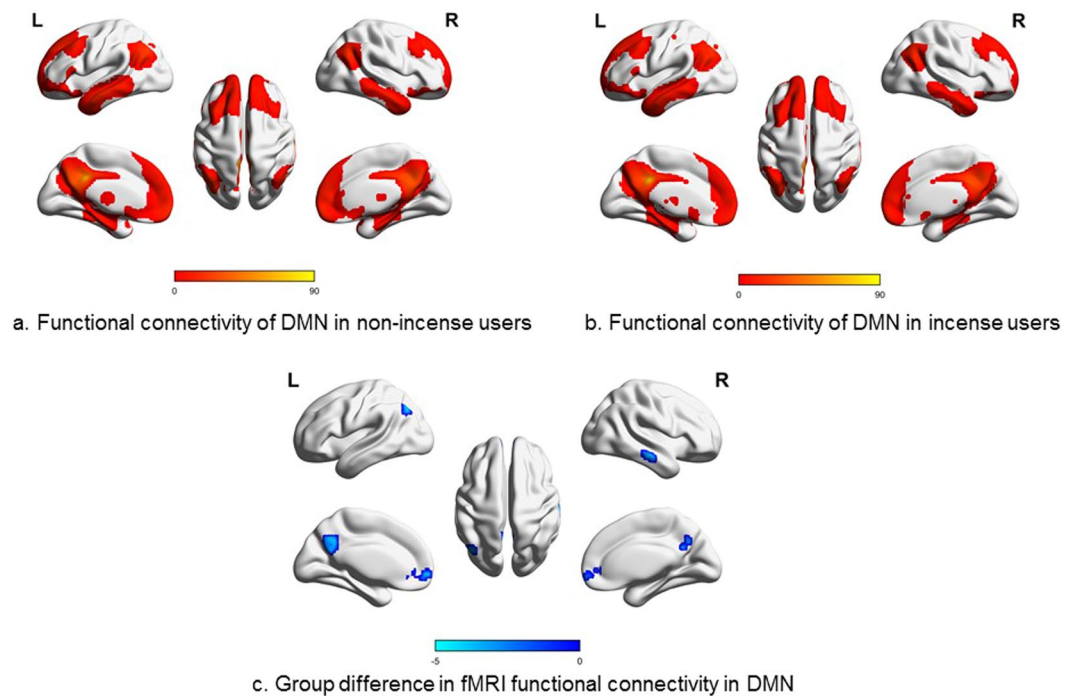 L R L R
0 90 0 90
a. Functional connectivity of DMN in non-incense users b. Functional connectivity of DMN in incense users
L R
-5 0
c. Group difference in fMRI functional connectivity in DMN